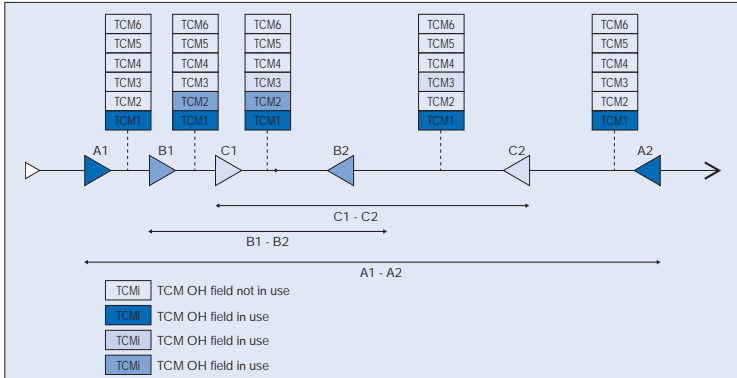 TCM6 TCM6 TCM6 TCM6 TCM6
TCM5 TCM5 TCM5 TCM5 TCM5
TCM4 TCM4 TCM4 TCM4 TCM4
TCM3 TCM3 TCM3 TCM3 TCM3
TCM2 TCM2 TCM2 TCM2 TCM2
TCM1 TCM1 TCM1 TCM1 TCM1
A1 B1 C1 B2 C2 A2
C1 - C2
B1 - B2
A1 - A2
TCMi TCM OH field not in use
TCMi TCM OH field in use
TCMi TCM OH field in use
TCMi TCM OH field in use